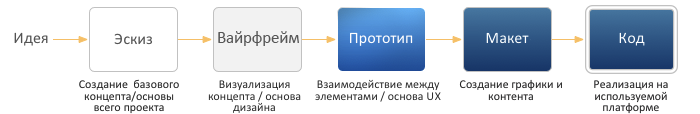 Идея
Эскиз
Вайрфрейм
Прототип
Макет
Код
Создание базового
концепта/основы
всего проекта
Визуализация
концепта / основа
дизайна
Взаимодействие между
элементами / основа UX
Создание графики и
контента
Реализация на
используемой
платформе